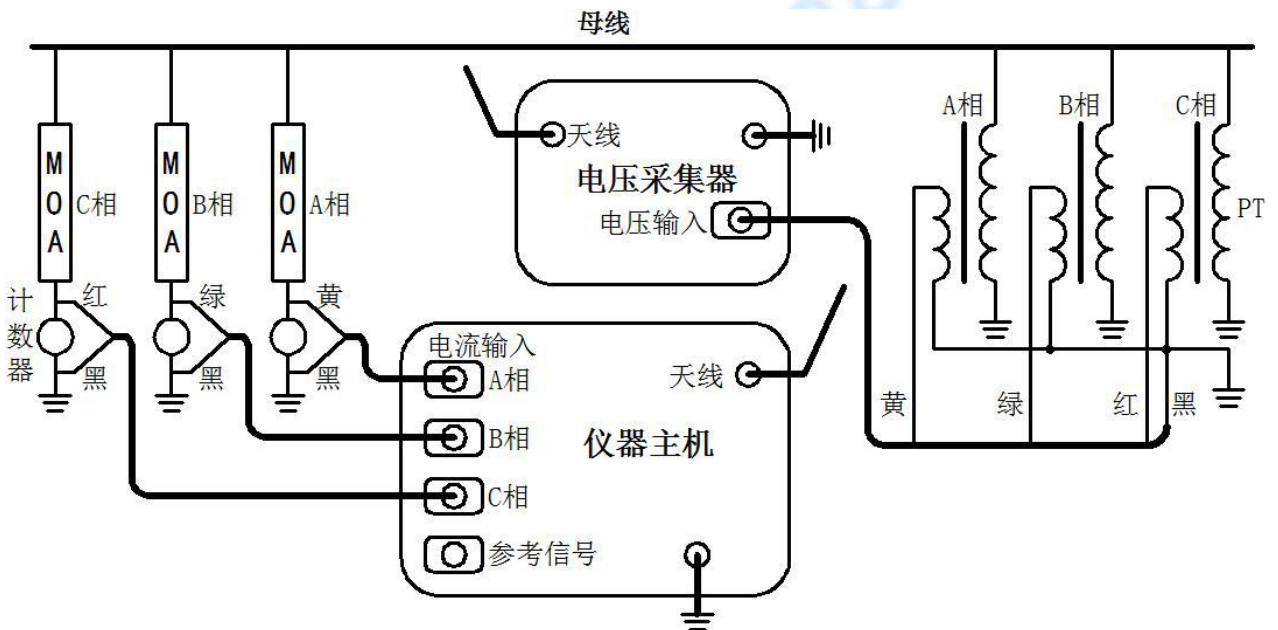 母线
A相
B相
C相
PT
天线
电压采集器
电压输入
MOA
C相
MOA
B相
MOA
A相
计数器
红
黑
绿
黑
黄
黑
电流输入
A相
B相
C相
参考信号
天线
仪器主机
黄
绿
红
黑